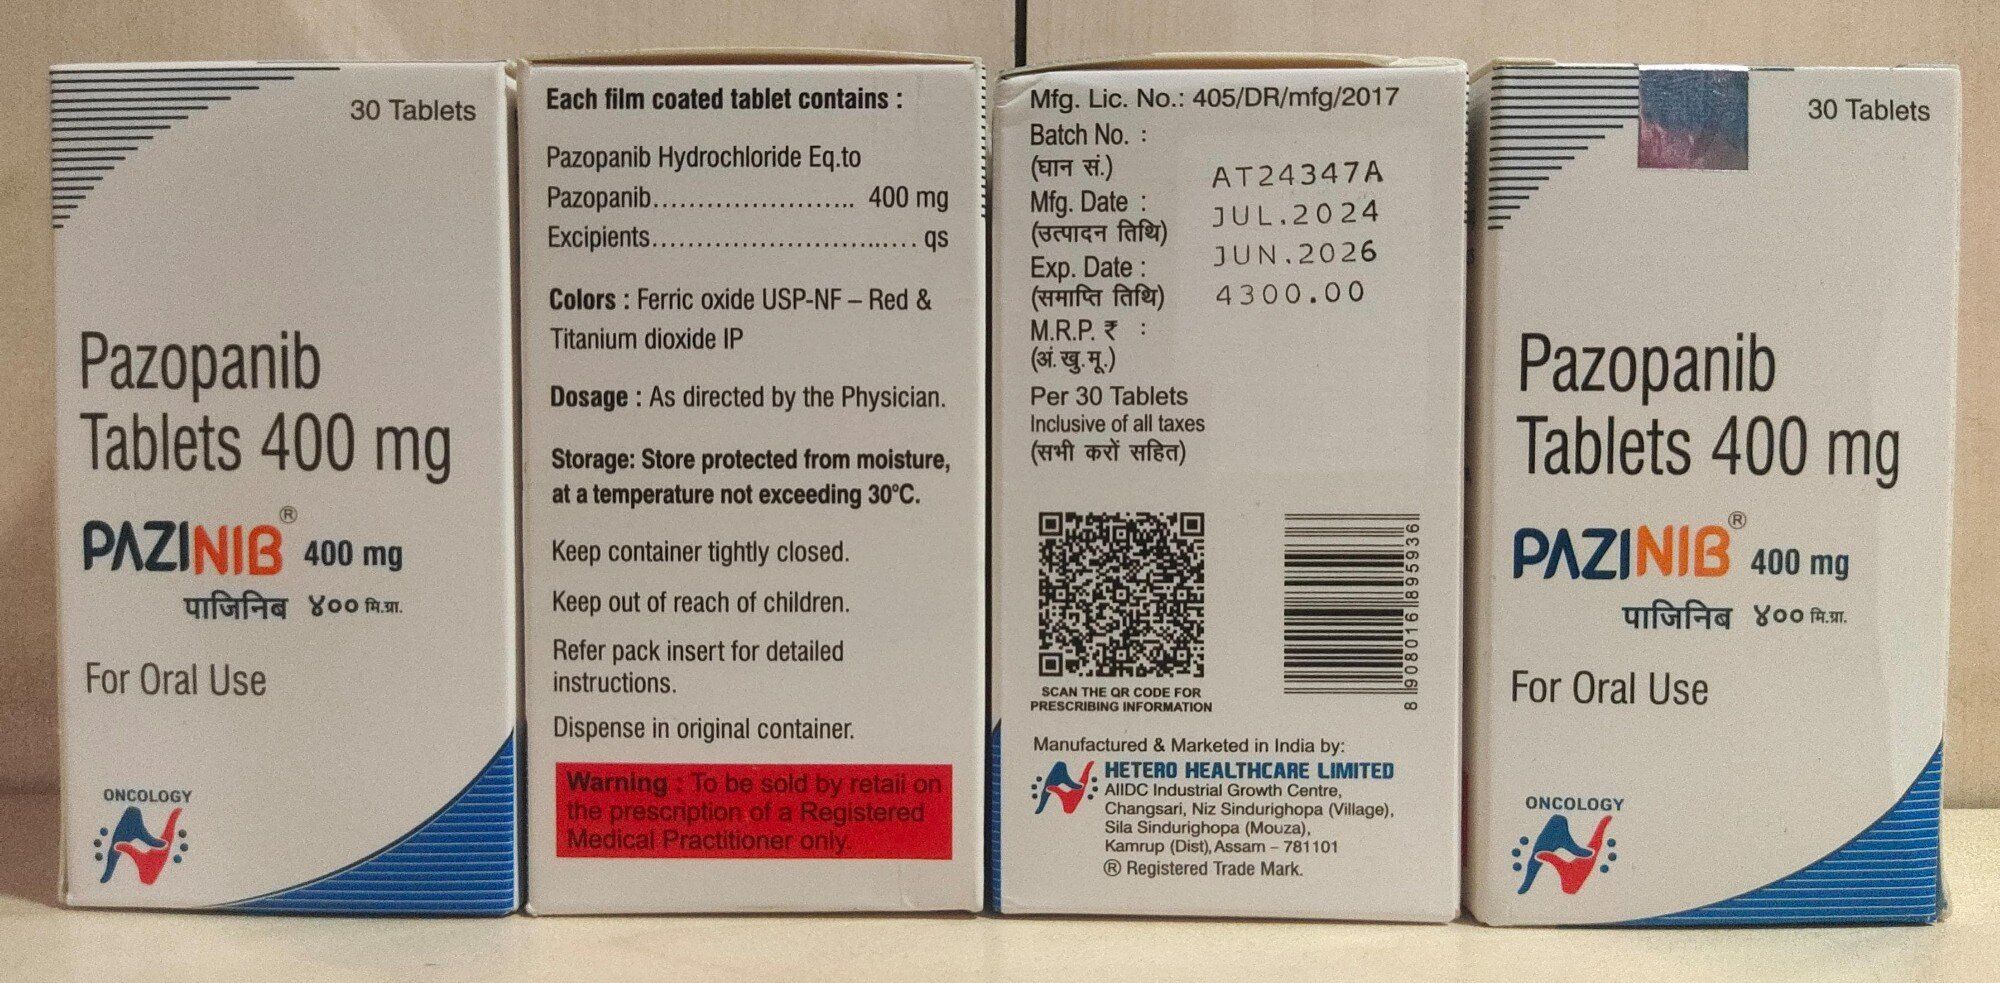 30 Tablets
Pazopanib
Tablets 400 mg
PAZINIB® 400 mg
पाजिनिब ४०० मि.ग्रा.
For Oral Use
ONCOLOGY
Each film coated tablet contains :
Pazopanib Hydrochloride Eq.to
Pazopanib....................... 400 mg
Excipients.............................. qs
Colors : Ferric oxide USP-NF – Red &
Titanium dioxide IP
Dosage : As directed by the Physician.
Storage: Store protected from moisture,
at a temperature not exceeding 30°C.
Keep container tightly closed.
Keep out of reach of children.
Refer pack insert for detailed
instructions.
Dispense in original container.
Warning : To be sold by retail on
the prescription of a Registered
Medical Practitioner only.
Mfg. Lic. No.: 405/DR/mfg/2017
Batch No. :
(घान सं.)
AT24347A
Mfg. Date :
JUL.2024
(उत्पादन तिथि)
JUN.2026
Exp. Date :
(समाप्ति तिथि)
4300.00
M.R.P. ₹ :
(अं.खु.मू.)
Per 30 Tablets
Inclusive of all taxes
(सभी करों सहित)
8 908016 895936
SCAN THE QR CODE FOR
PRESCRIBING INFORMATION
Manufactured & Marketed in India by:
HETERO HEALTHCARE LIMITED
AIIDC Industrial Growth Centre,
Changsari, Niz Sindurighopa (Village),
Sila Sindurighopa (Mouza),
Kamrup (Dist), Assam – 781101
® Registered Trade Mark.
30 Tablets
Pazopanib
Tablets 400 mg
PAZINIB® 400 mg
पाजिनिब ४०० मि.ग्रा.
For Oral Use
ONCOLOGY